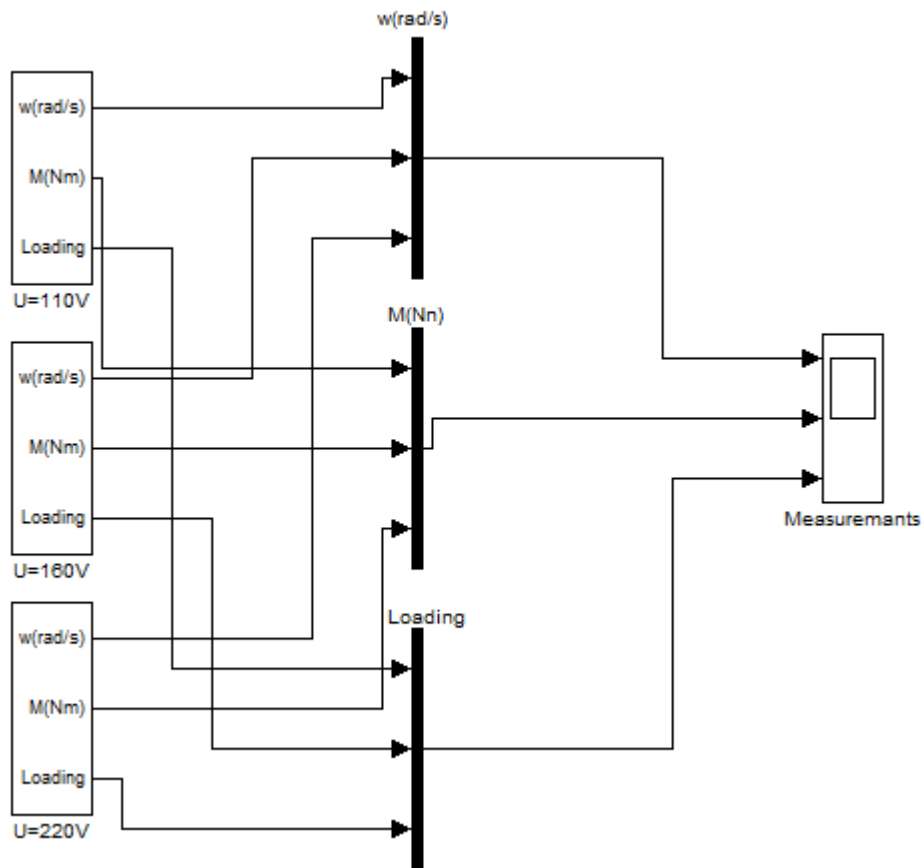 w(rad/s)
w(rad/s)
M(Nm)
Loading
U=110V
M(Nn)
w(rad/s)
M(Nm)
Loading
U=160V
Measuremants
w(rad/s)
M(Nm)
Loading
U=220V
Loading